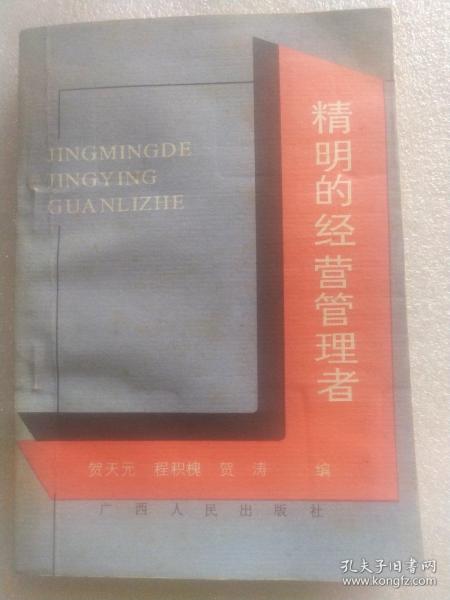 JINGMINGDE
JINGYING
GUANLIZHE
精明的经营管理者
贺天元 程积槐 贺涛 编
广西人民出版社
孔夫子旧书网
www.kongfz.com